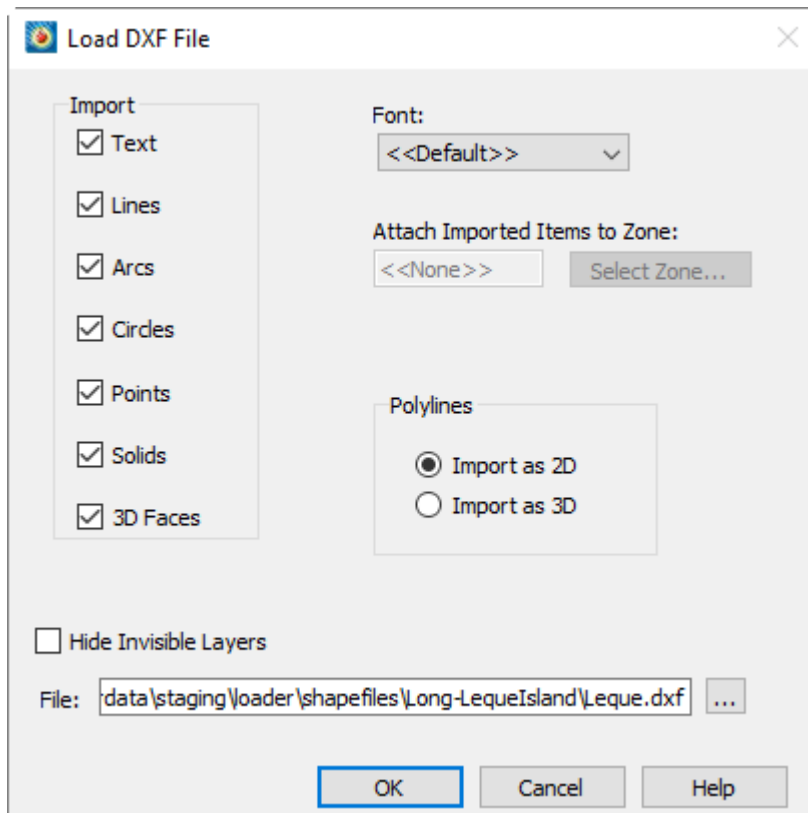 Load DXF File
Import
Text
Lines
Arcs
Circles
Points
Solids
3D Faces
Font:
<<Default>>
Attach Imported Items to Zone:
<<None>>
Select Zone...
Polylines
Import as 2D
Import as 3D
Hide Invisible Layers
File: data\staging\loader\shapefiles\Long-LequeIsland\Leque.dxf ...
OK Cancel Help